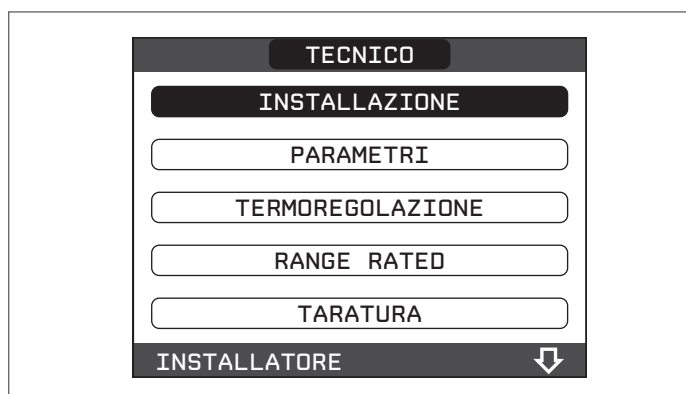 TECNICO
INSTALLAZIONE
PARAMETRI
TERMOREGOLAZIONE
RANGE RATED
TARATURA
INSTALLATORE